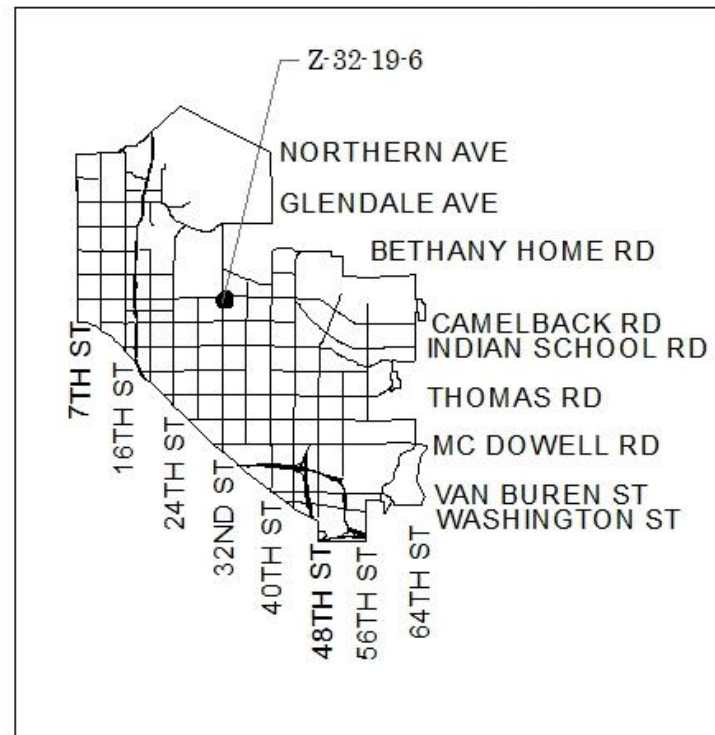 Z-32-19-6
NORTHERN AVE
GLENDALE AVE
BETHANY HOME RD
CAMELBACK RD
INDIAN SCHOOL RD
THOMAS RD
MC DOWELL RD
VAN BUREN ST
WASHINGTON ST
7TH ST
16TH ST
24TH ST
32ND ST
40TH ST
48TH ST
56TH ST
64TH ST